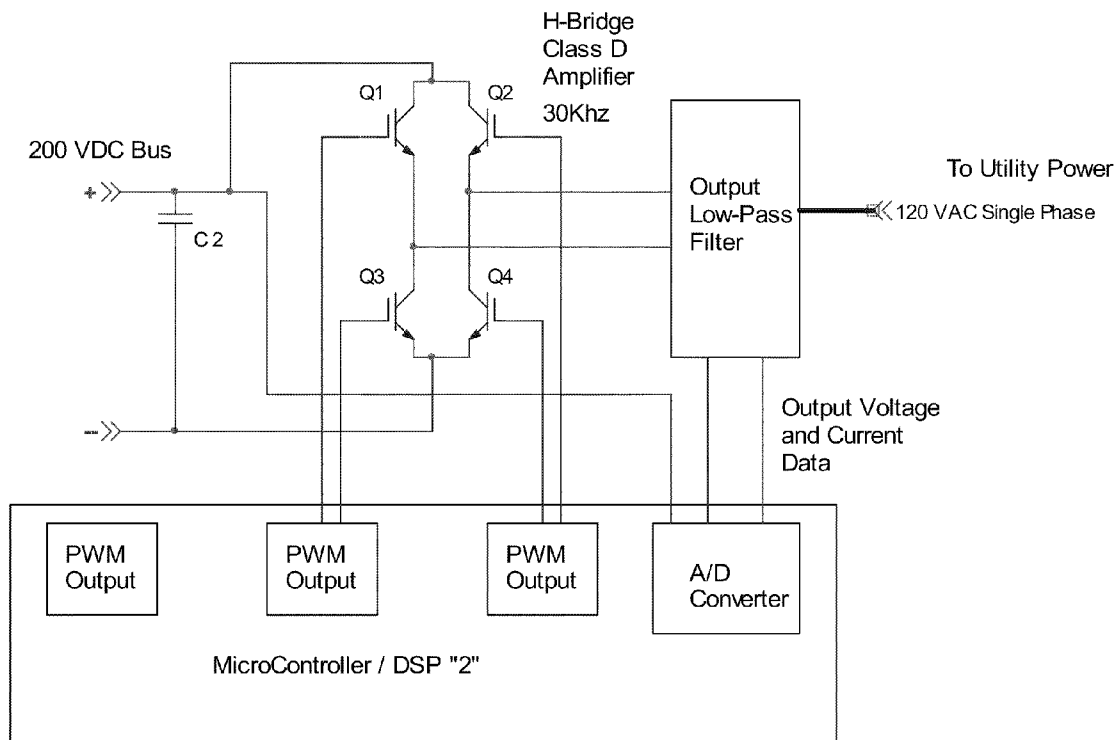 H-Bridge
Class D
Amplifier
30Khz
Q1
Q2
200 VDC Bus
+
C 2
To Utility Power
Output
Low-Pass
Filter
120 VAC Single Phase
Q3
Q4
-
Output Voltage
and Current
Data
PWM
Output
PWM
Output
PWM
Output
A/D
Converter
MicroController / DSP "2"